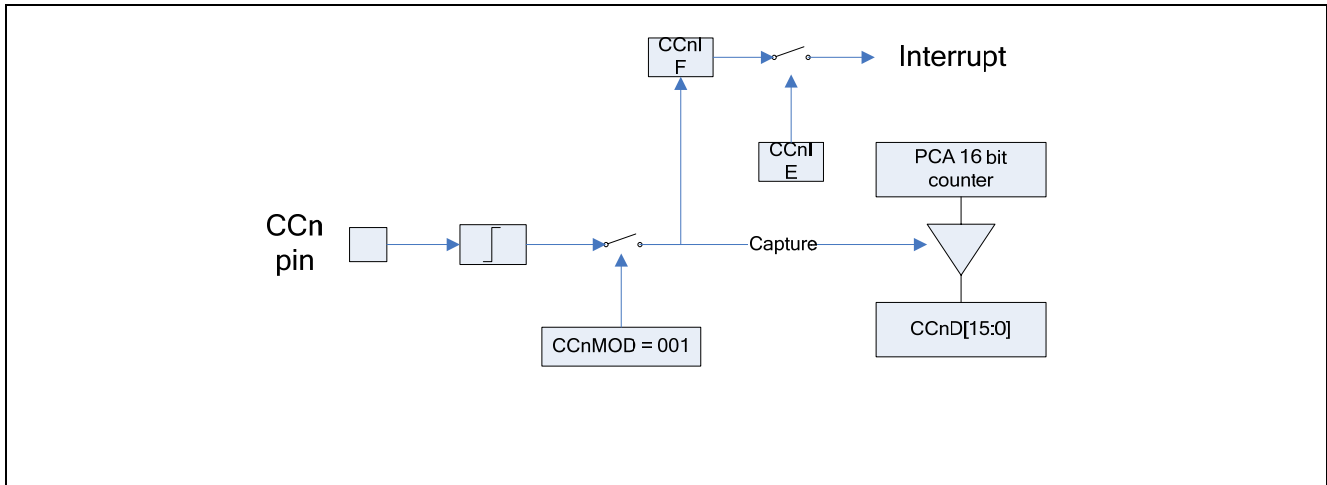 CCnI
F
Interrupt
CCnI
E
PCA 16 bit
counter
CCn
pin
Capture
CCnMOD = 001
CCnD[15:0]